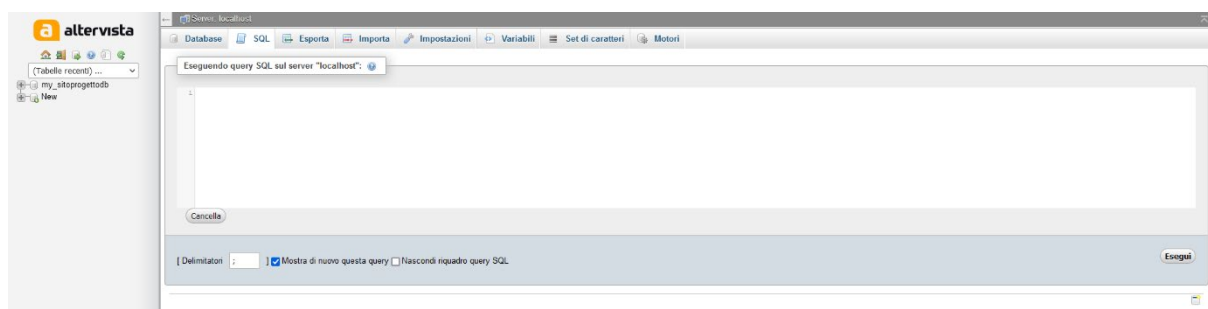 altervista
(Tabelle recenti) ...
my_sitoprogettodb
New
Server: localhost
Database SQL Esporta Importa Impostazioni Variabili Set di caratteri Motori
Eseguendo query SQL sul server "localhost":
1
Cancella
[ Delimitatori ; ] Mostra di nuovo questa query Nascondi riquadro query SQL
Esegui